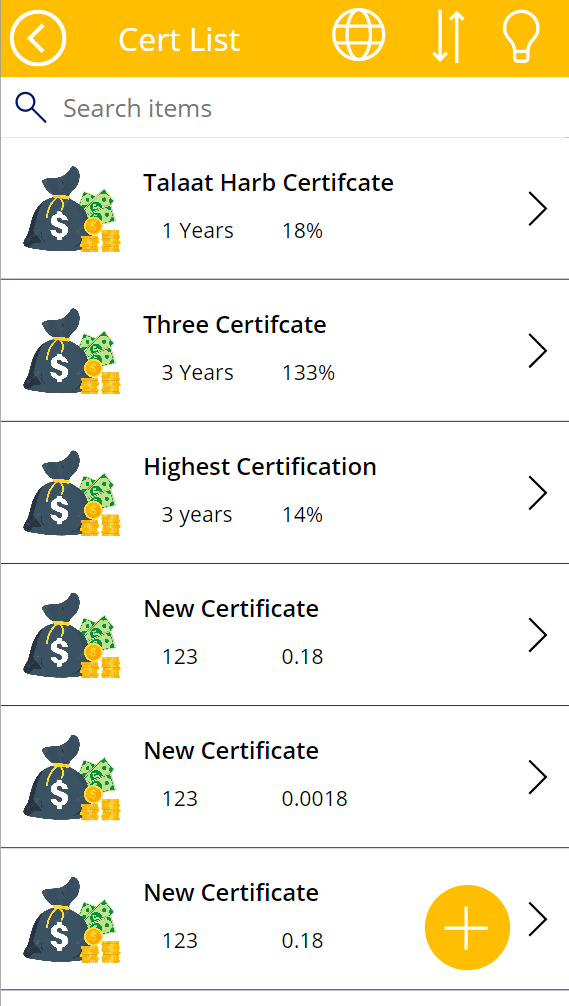 Cert List
Search items
Talaat Harb Certifcate
1 Years 18%
Three Certifcate
3 Years 133%
Highest Certification
3 years 14%
New Certificate
123 0.18
New Certificate
123 0.0018
New Certificate
123 0.18